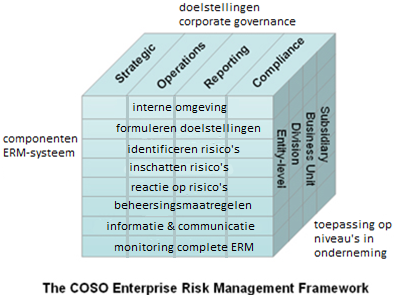 doelstellingen
corporate governance
Strategic
Operations
Reporting
Compliance
componenten
ERM-systeem
interne omgeving
formuleren doelstellingen
identificeren risico's
inschatten risico's
reactie op risico's
beheersingsmaatregelen
informatie & communicatie
monitoring complete ERM
Entity-level
Division
Business Unit
Subsidiary
toepassing op
niveau's in
onderneming
The COSO Enterprise Risk Management Framework